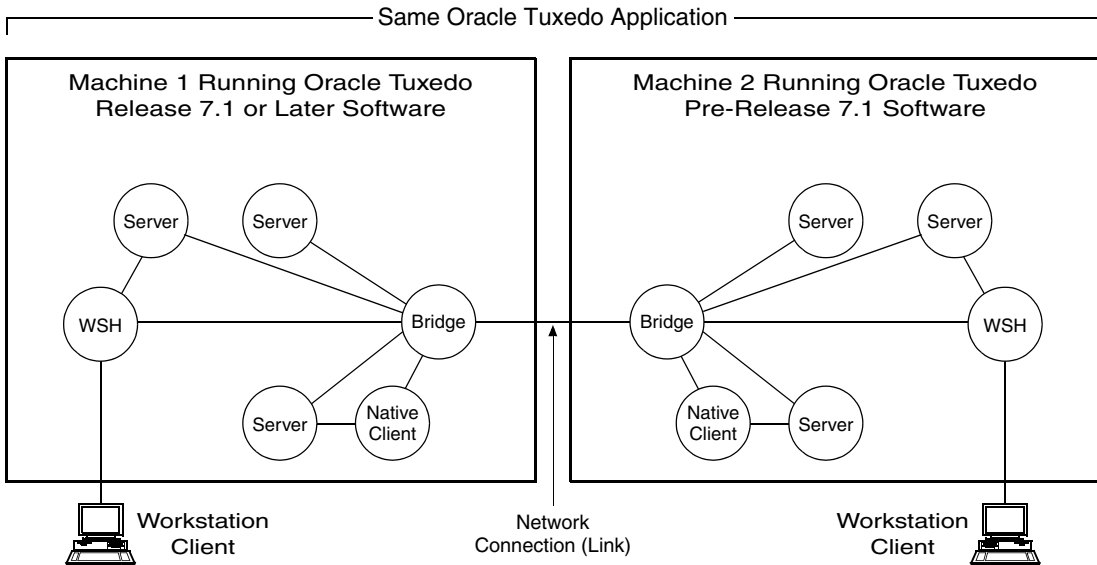 Same Oracle Tuxedo Application
Machine 1 Running Oracle Tuxedo
Release 7.1 or Later Software
Server
Server
WSH
Bridge
Server
Native
Client
Workstation
Client
Machine 2 Running Oracle Tuxedo
Pre-Release 7.1 Software
Server
Server
Bridge
WSH
Native
Client
Server
Network
Connection (Link)
Workstation
Client